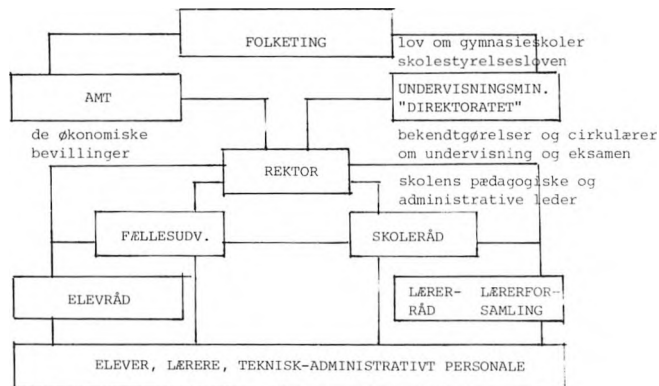 FOLKETING
lov om gymnasieskoler
skolestyrelsesloven
AMT
UNDERVISNINGSMIN.
"DIREKTORATET"
de økonomiske
bevillinger
bekendtgørelser og cirkulærer
om undervisning og eksamen
REKTOR
skolens pædagogiske og
administrative leder
FÆLLESUDV.
SKOLERÅD
ELEVRÅD
LÆRER-
RÅD
LÆRERFOR-
SAMLING
ELEVER, LÆRERE, TEKNISK-ADMINISTRATIVT PERSONALE